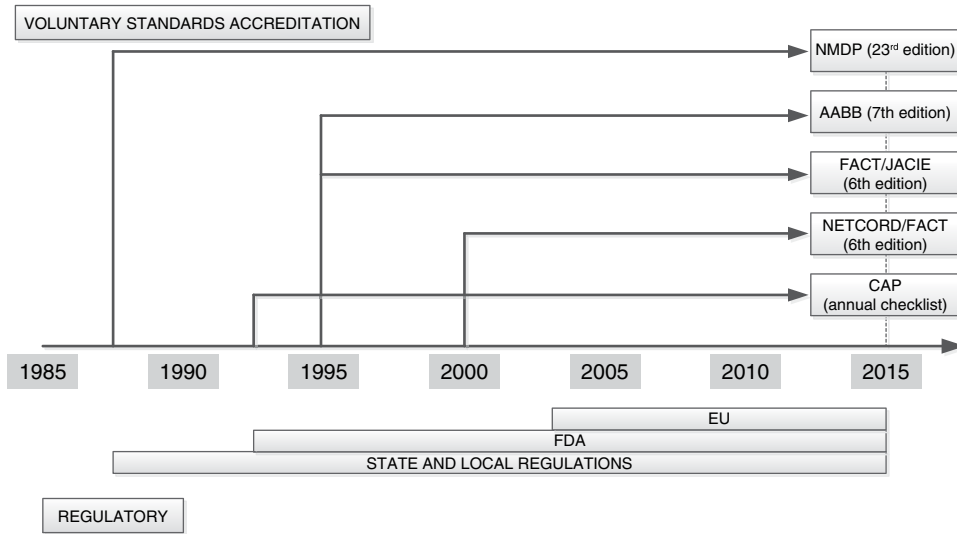 VOLUNTARY STANDARDS ACCREDITATION
NMDP (23rd edition)
AABB (7th edition)
FACT/JACIE
(6th edition)
NETCORD/FACT
(6th edition)
CAP
(annual checklist)
1985 1990 1995 2000 2005 2010 2015
EU
FDA
STATE AND LOCAL REGULATIONS
REGULATORY